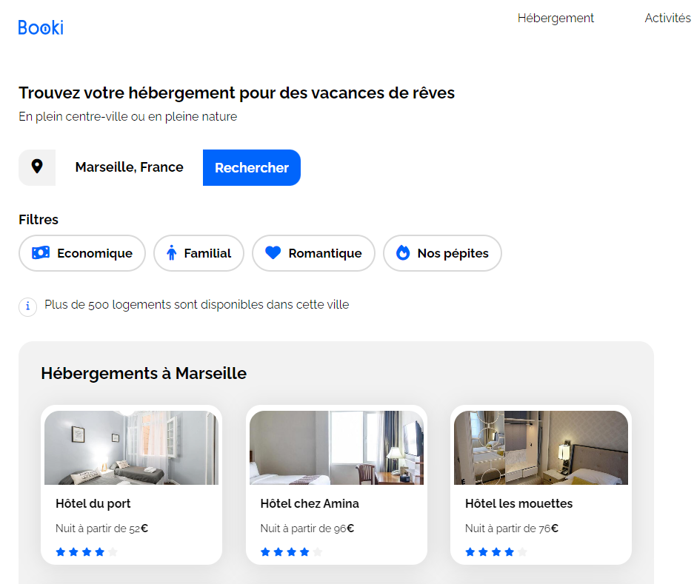 Booki
Hébergement
Activités
Trouvez votre hébergement pour des vacances de rêves
En plein centre-ville ou en pleine nature
Marseille, France
Rechercher
Filtres
Economique
Familial
Romantique
Nos pépites
i
Plus de 500 logements sont disponibles dans cette ville
Hébergements à Marseille
Hôtel du port
Nuit à partir de 52€
Hôtel chez Amina
Nuit à partir de 96€
Hôtel les mouettes
Nuit à partir de 76€